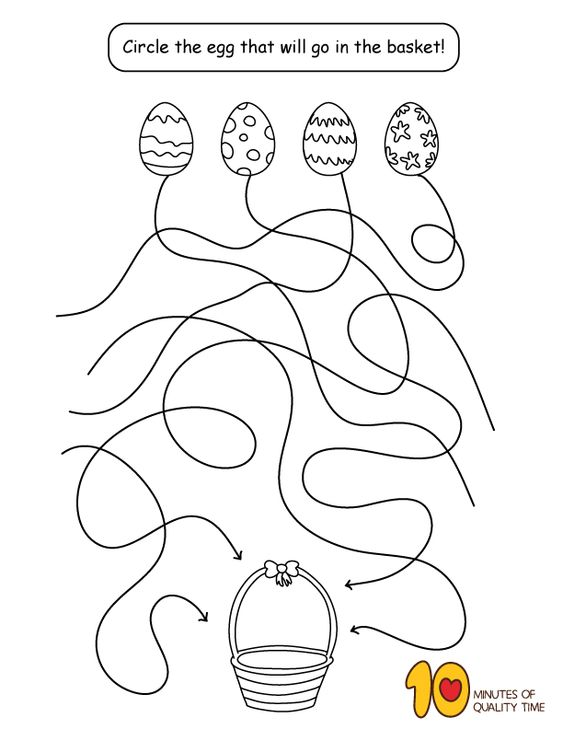 Circle the egg that will go in the basket!
10 MINUTES OF
QUALITY TIME